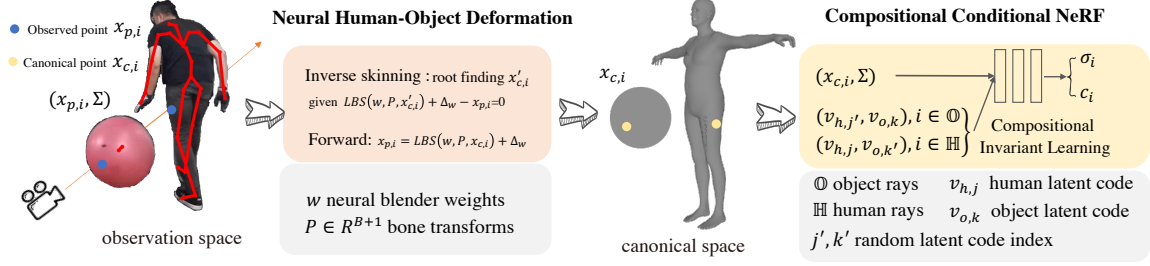 Observed point x_{p,i}
Canonical point x_{c,i}
(x_{p,i}, Σ)
observation space
Neural Human-Object Deformation
Inverse skinning : root finding x'_{c,i}
given LBS(w, P, x'_{c,i}) + Δ_w − x_{p,i}=0
Forward: x_{p,i} = LBS(w, P, x_{c,i}) + Δ_w
w neural blender weights
P ∈ R^{B+1} bone transforms
x_{c,i}
canonical space
Compositional Conditional NeRF
(x_{c,i}, Σ)
σ_i
c_i
(v_{h,j'}, v_{o,k}), i ∈ 𝕆
(v_{h,j}, v_{o,k'}), i ∈ ℍ
Compositional
Invariant Learning
𝕆 object rays v_{h,j} human latent code
ℍ human rays v_{o,k} object latent code
j', k' random latent code index